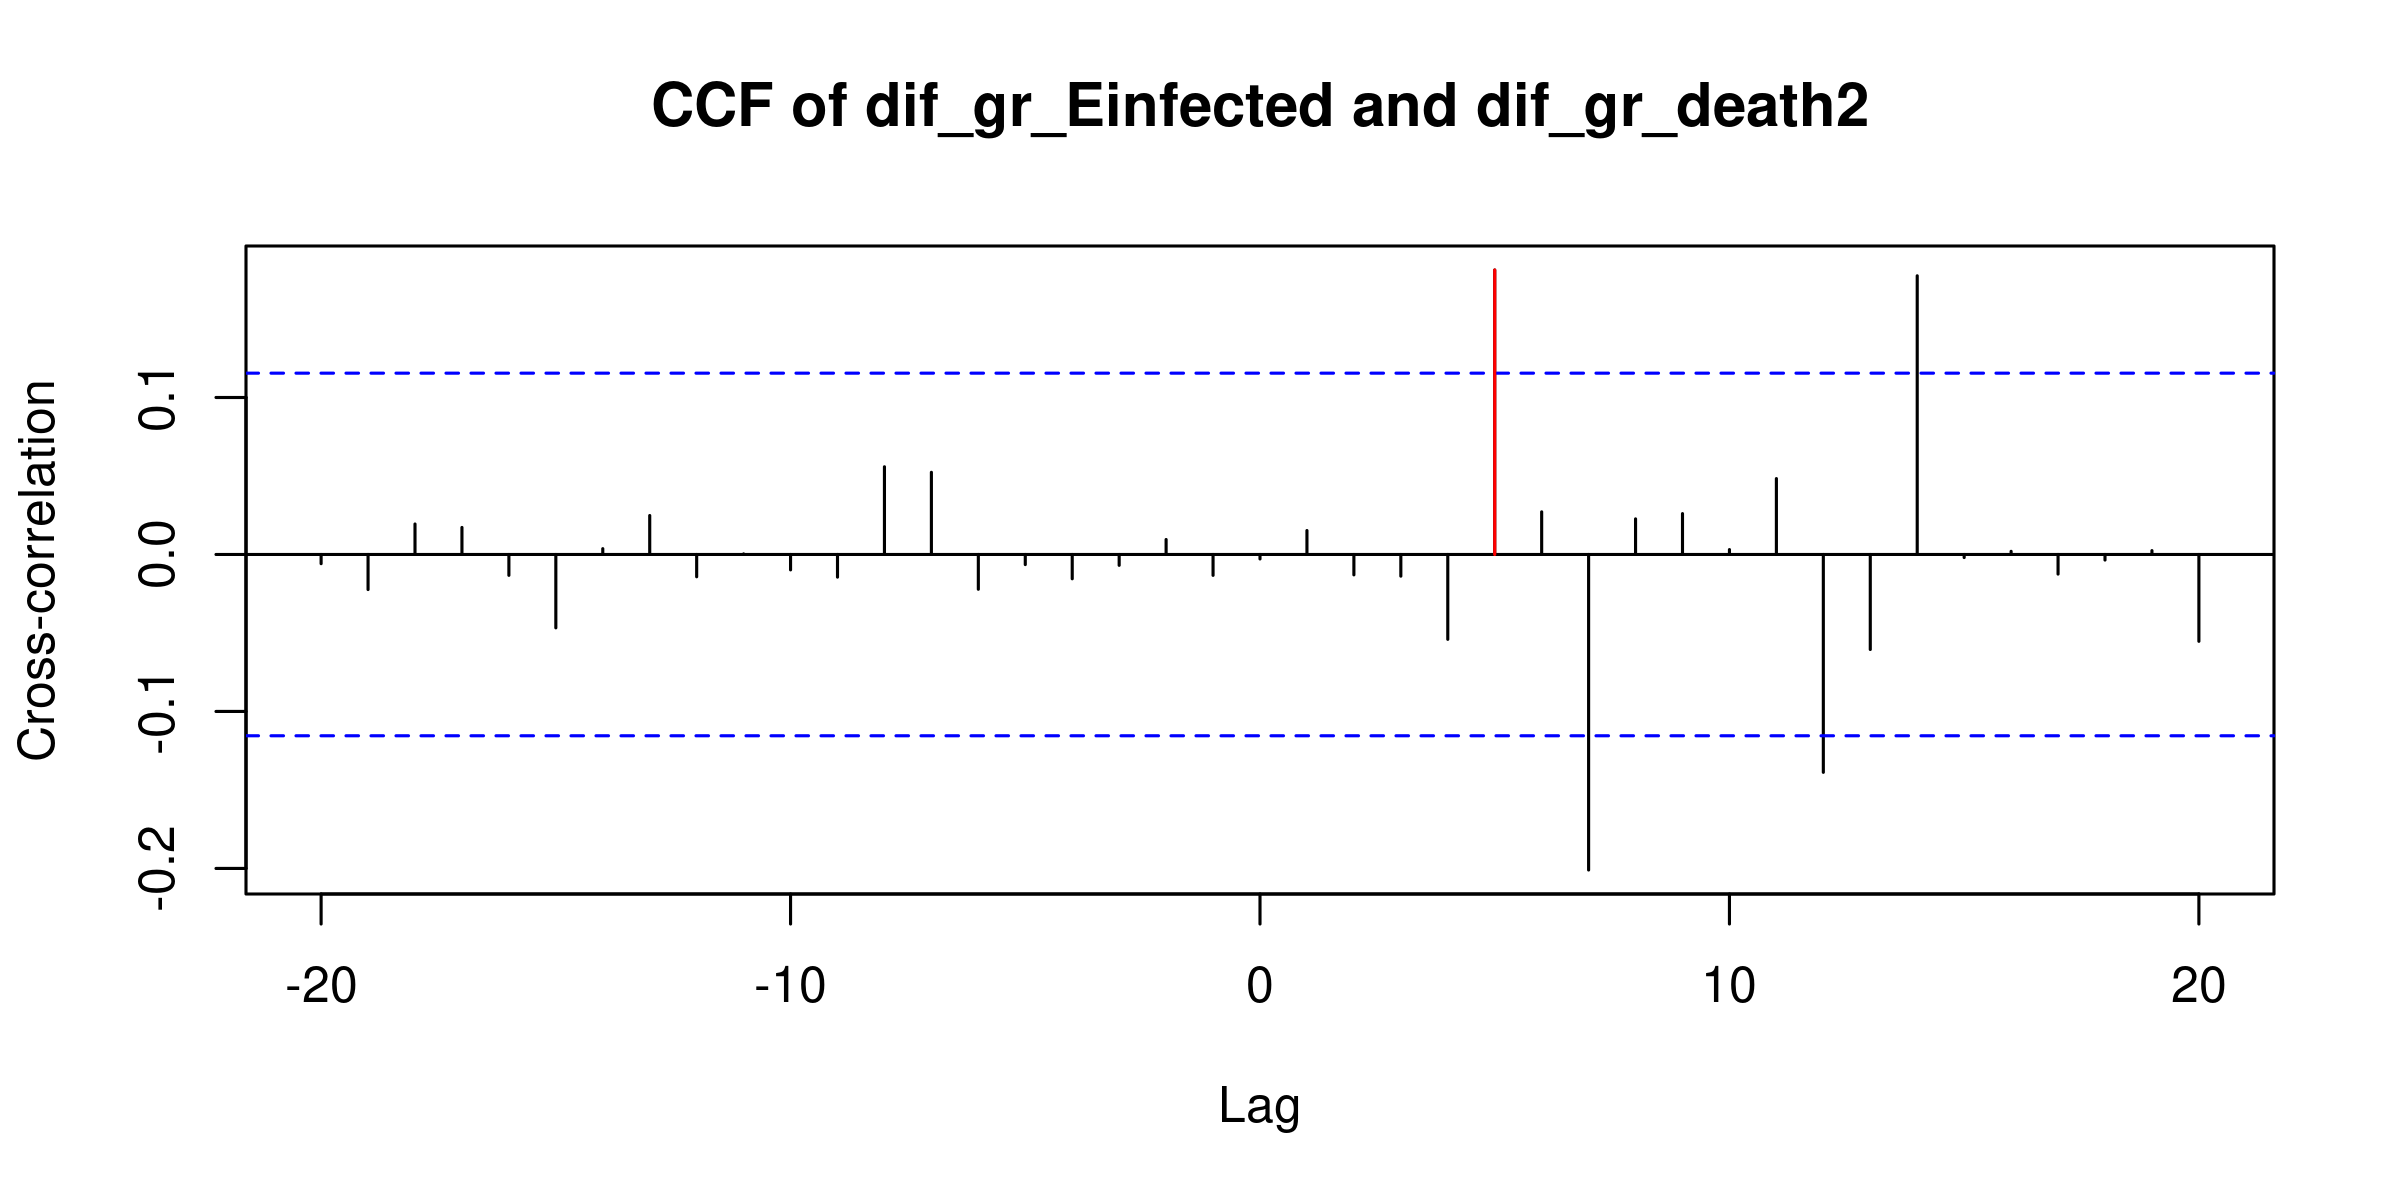 CCF of dif_gr_Einfected and dif_gr_death2
Cross-correlation
0.1
0.0
-0.1
-0.2
-20 -10 0 10 20
Lag